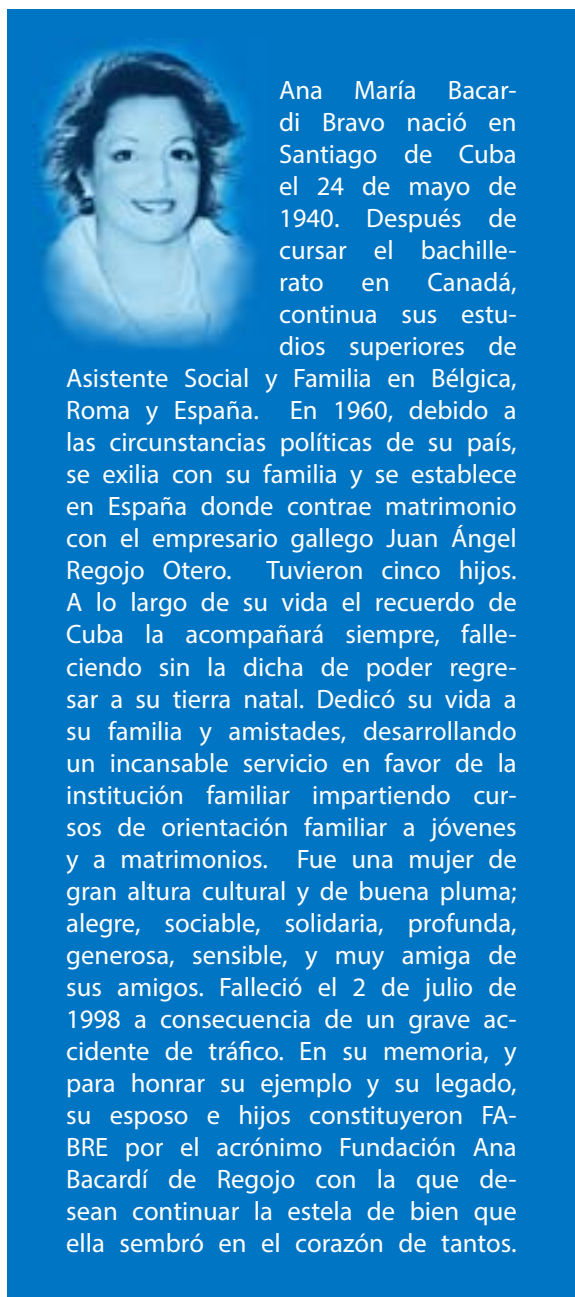 Ana María Bacar-
di Bravo nació en
Santiago de Cuba
el 24 de mayo de
1940. Después de
cursar el bachille-
rato en Canadá,
continua sus estu-
dios superiores de
Asistente Social y Familia en Bélgica,
Roma y España. En 1960, debido a
las circunstancias políticas de su país,
se exilia con su familia y se establece
en España donde contrae matrimonio
con el empresario gallego Juan Ángel
Regojo Otero. Tuvieron cinco hijos.
A lo largo de su vida el recuerdo de
Cuba la acompañará siempre, falle-
ciendo sin la dicha de poder regre-
sar a su tierra natal. Dedicó su vida a
su familia y amistades, desarrollando
un incansable servicio en favor de la
institución familiar impartiendo cur-
sos de orientación familiar a jóvenes
y a matrimonios. Fue una mujer de
gran altura cultural y de buena pluma;
alegre, sociable, solidaria, profunda,
generosa, sensible, y muy amiga de
sus amigos. Falleció el 2 de julio de
1998 a consecuencia de un grave ac-
cidente de tráfico. En su memoria, y
para honrar su ejemplo y su legado,
su esposo e hijos constituyeron FA-
BRE por el acrónimo Fundación Ana
Bacardí de Regojo con la que de-
sean continuar la estela de bien que
ella sembró en el corazón de tantos.